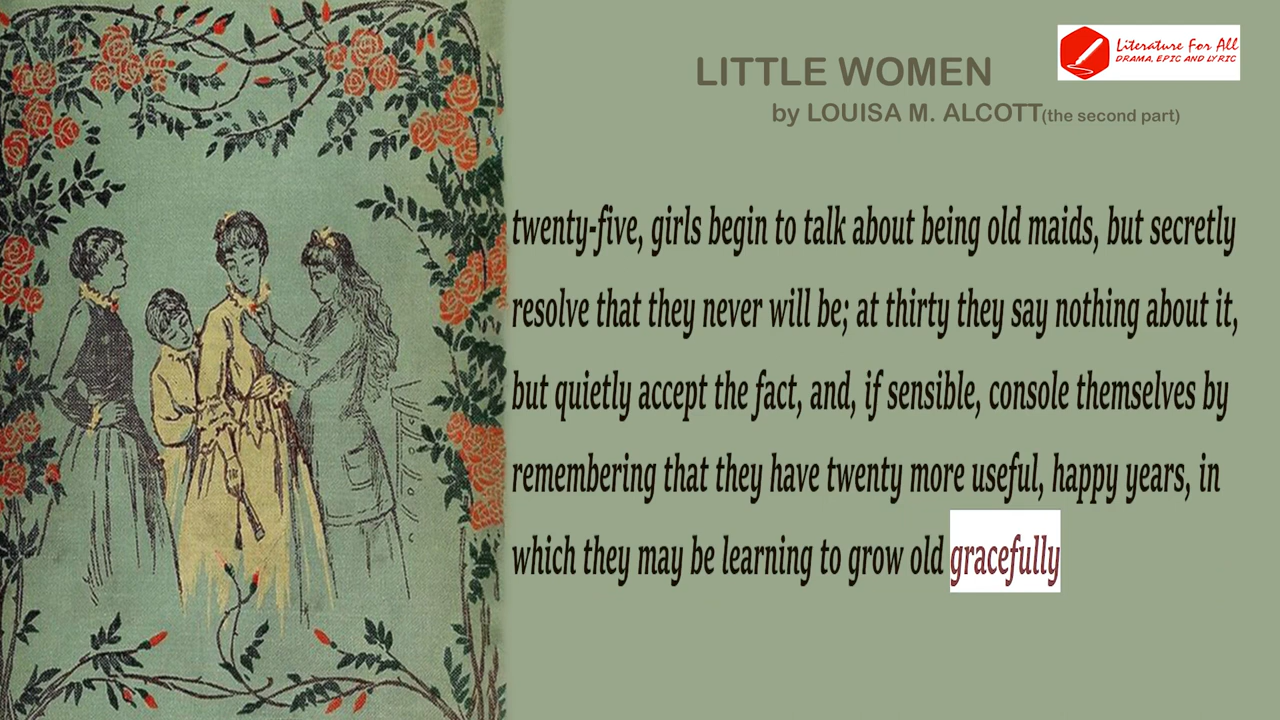 LITTLE WOMEN
by LOUISA M. ALCOTT(the second part)
Literature For All
DRAMA, EPIC AND LYRIC
twenty-five, girls begin to talk about being old maids, but secretly
resolve that they never will be; at thirty they say nothing about it,
but quietly accept the fact, and, if sensible, console themselves by
remembering that they have twenty more useful, happy years, in
which they may be learning to grow old gracefully